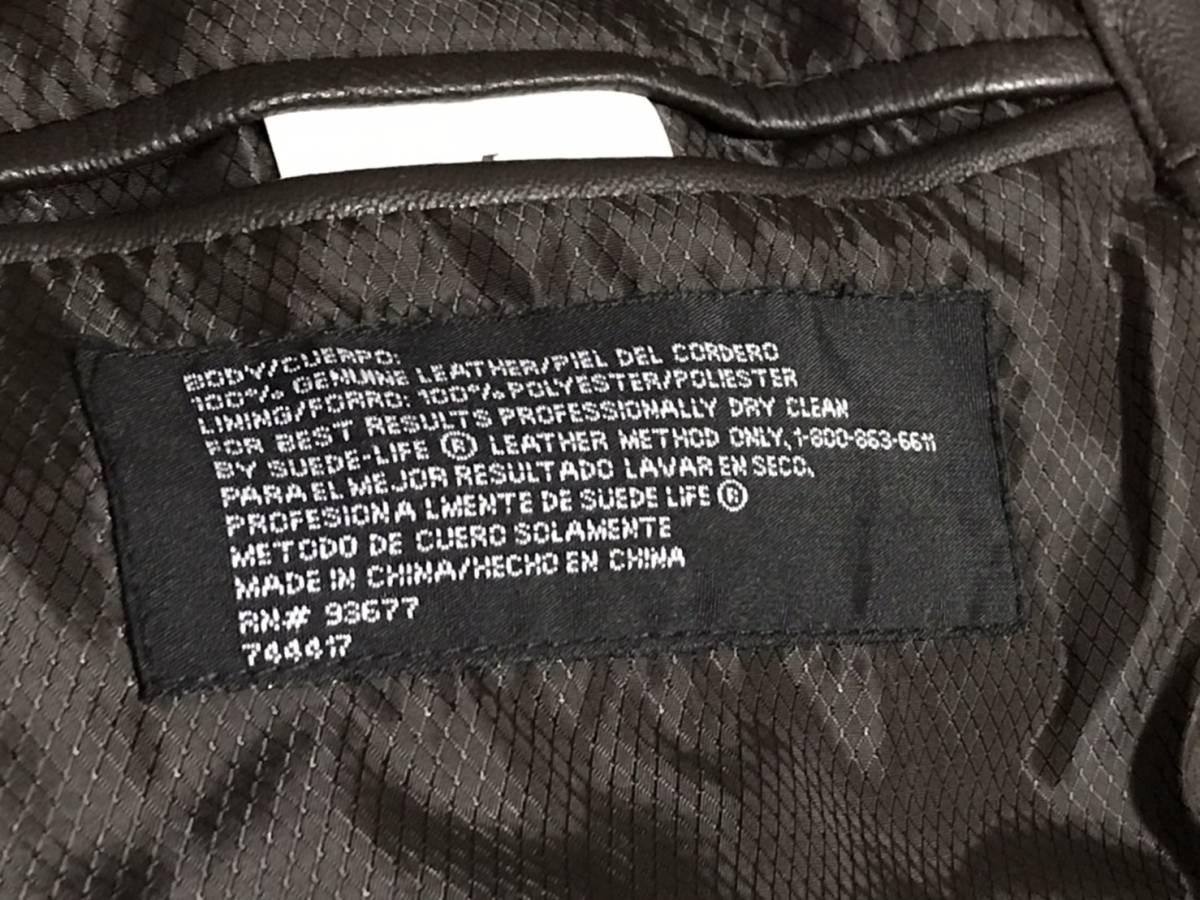 BODY/CUERPO:
100% GENUINE LEATHER/PIEL DEL CORDERO
LINING/FORRO: 100% POLYESTER/POLIESTER
FOR BEST RESULTS PROFESSIONALLY DRY CLEAN
BY SUEDE-LIFE ® LEATHER METHOD ONLY, 1-800-863-6611
PARA EL MEJOR RESULTADO LAVAR EN SECO,
PROFESIONA LMENTE DE SUEDE LIFE ®
METODO DE CUERO SOLAMENTE
MADE IN CHINA/HECHO EN CHINA
RN# 93677
744417